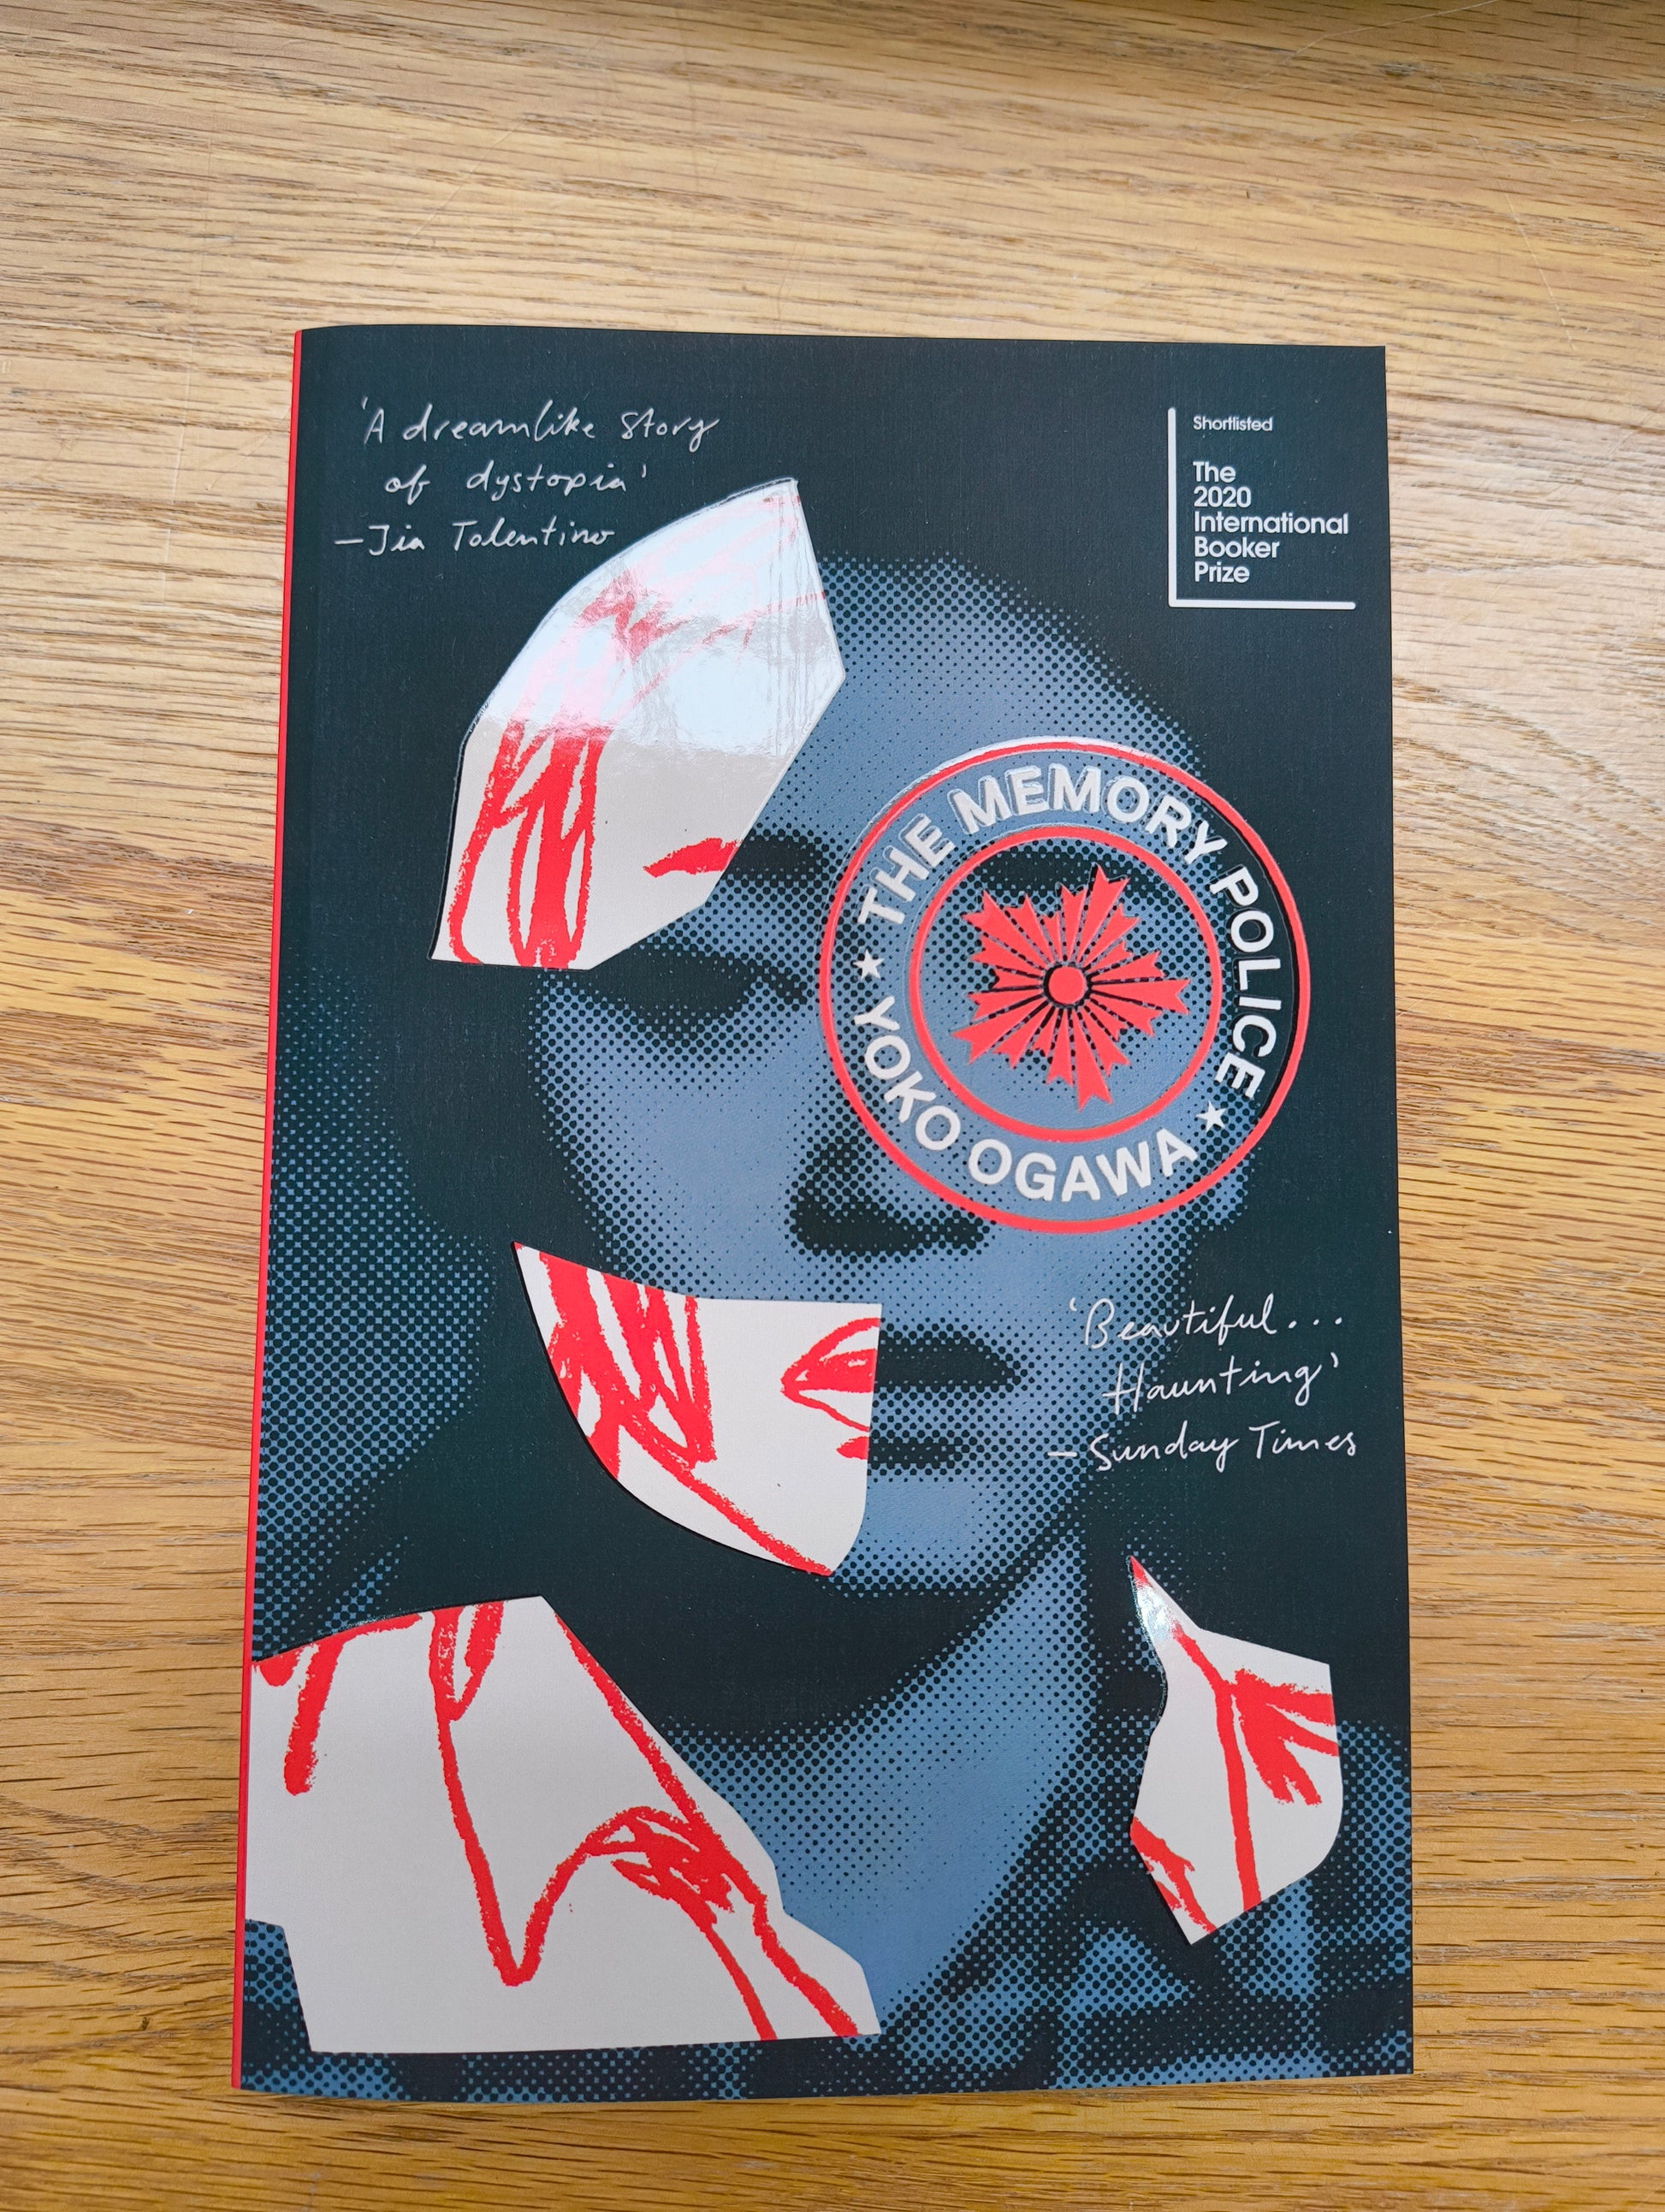 'A dreamlike story
of dystopia'
—Jia Tolentino
Shortlisted
The
2020
International
Booker
Prize
THE MEMORY POLICE
YOKO OGAWA
'Beautiful...
Haunting'
—Sunday Times